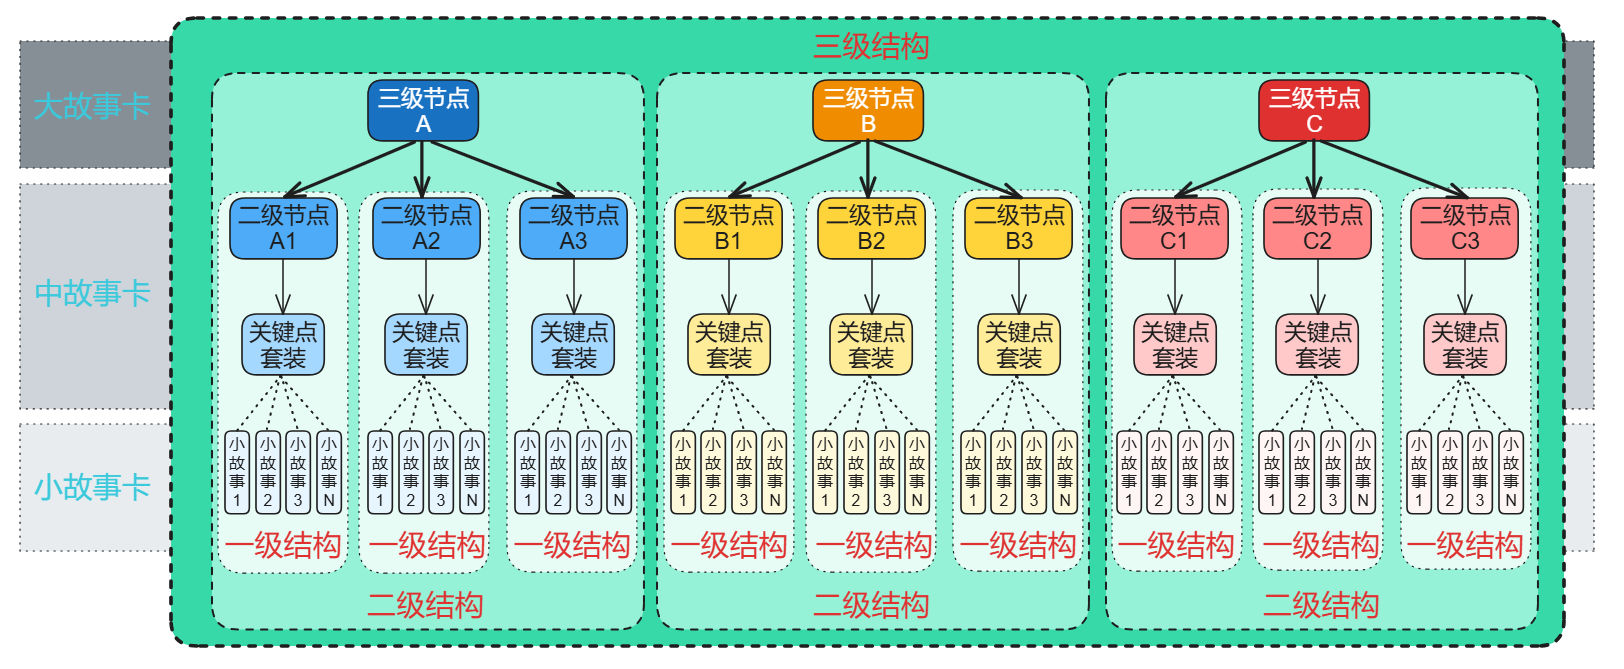 三级结构
大故事卡
三级节点
A
三级节点
B
三级节点
C
中故事卡
二级节点
A1
二级节点
A2
二级节点
A3
二级节点
B1
二级节点
B2
二级节点
B3
二级节点
C1
二级节点
C2
二级节点
C3
关键点
套装
关键点
套装
关键点
套装
关键点
套装
关键点
套装
关键点
套装
关键点
套装
关键点
套装
关键点
套装
小故事卡
小故事1
小故事2
小故事3
小故事N
小故事1
小故事2
小故事3
小故事N
小故事1
小故事2
小故事3
小故事N
小故事1
小故事2
小故事3
小故事N
小故事1
小故事2
小故事3
小故事N
小故事1
小故事2
小故事3
小故事N
小故事1
小故事2
小故事3
小故事N
小故事1
小故事2
小故事3
小故事N
小故事1
小故事2
小故事3
小故事N
一级结构
一级结构
一级结构
一级结构
一级结构
一级结构
一级结构
一级结构
一级结构
二级结构
二级结构
二级结构